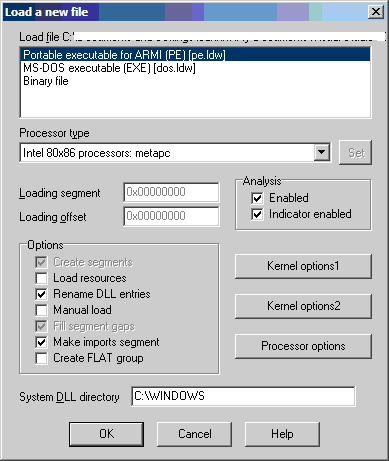 Load a new file
Load file C:\
Portable executable for ARMI (PE) [pe.ldw]
MS-DOS executable (EXE) [dos.ldw]
Binary file
Processor type
Intel 80x86 processors: metapc
Set
Loading segment 0x00000000
Loading offset 0x00000000
Analysis
Enabled
Indicator enabled
Options
Create segments
Load resources
Rename DLL entries
Manual load
Fill segment gaps
Make imports segment
Create FLAT group
Kernel options1
Kernel options2
Processor options
System DLL directory C:\WINDOWS
OK Cancel Help